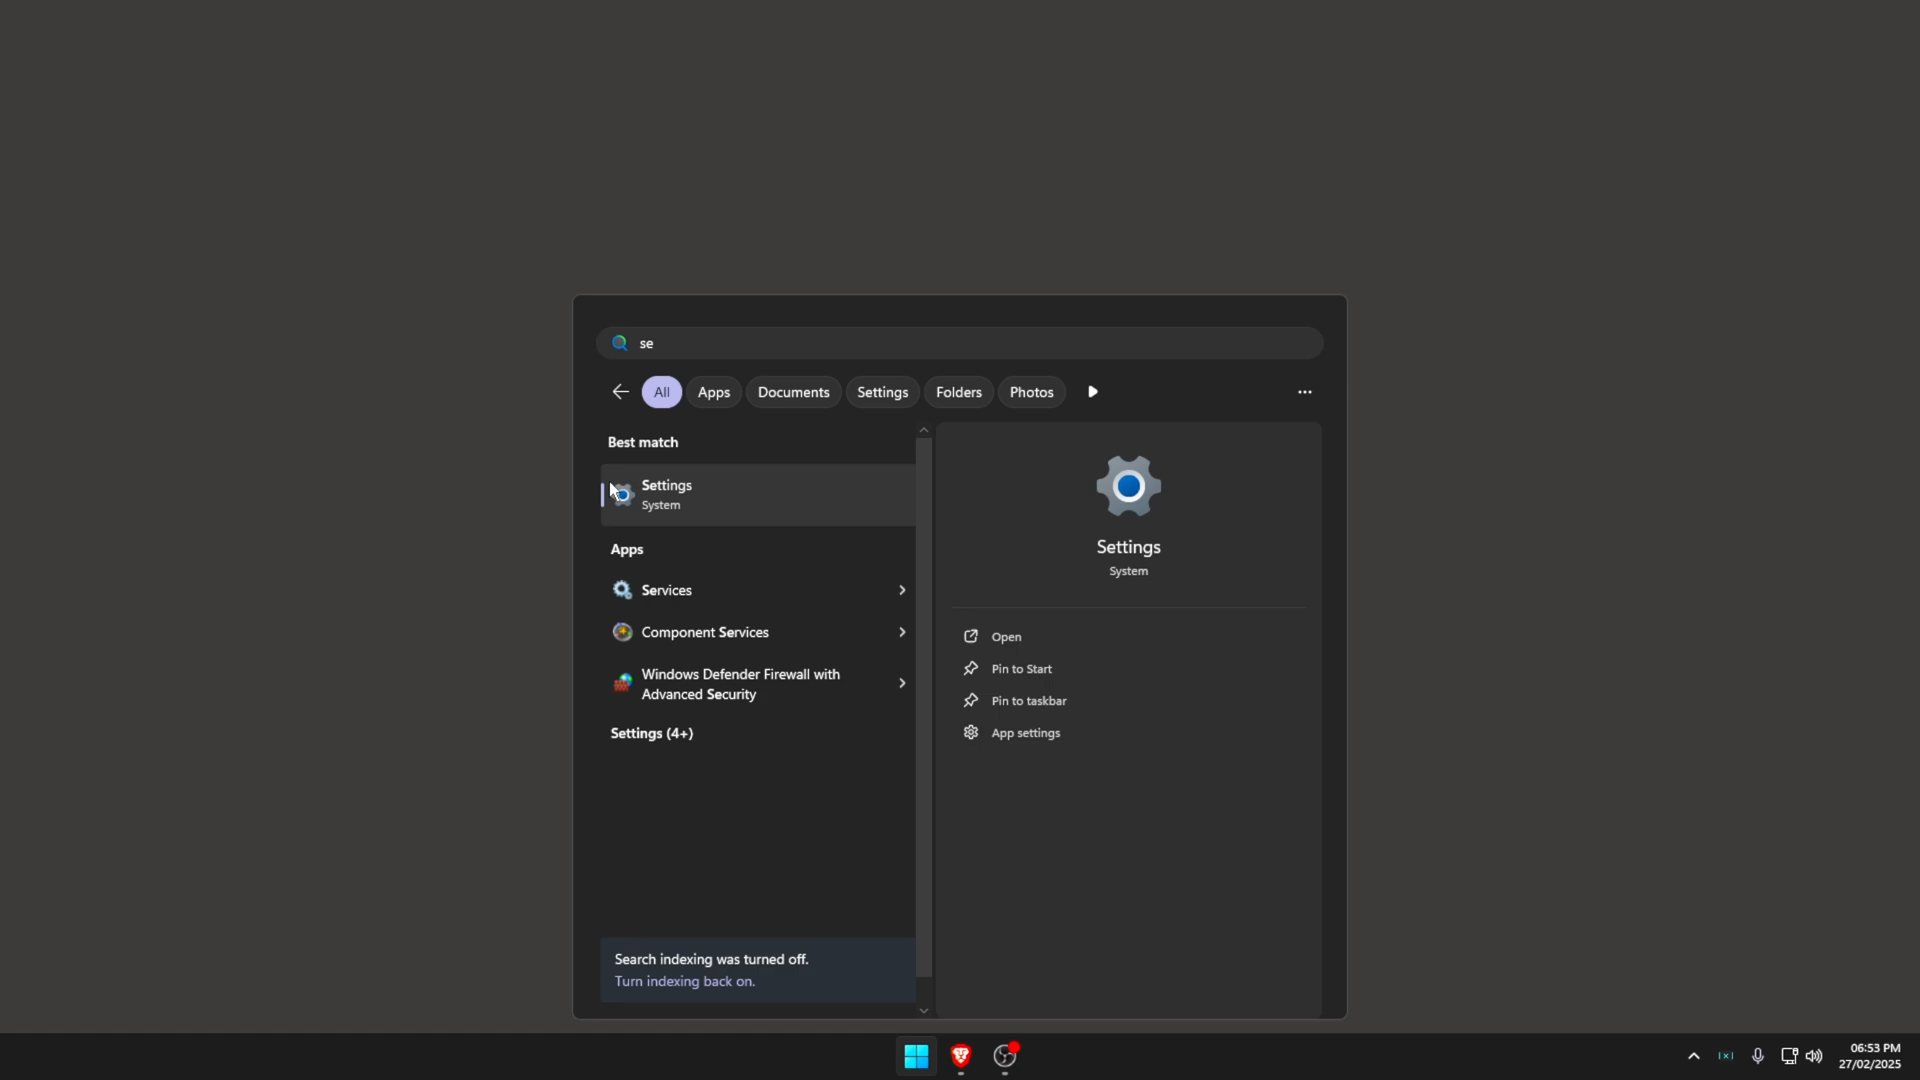 se
All
Apps
Documents
Settings
Folders
Photos
Best match
Settings
System
Apps
Services
Component Services
Windows Defender Firewall with
Advanced Security
Settings (4+)
Search indexing was turned off.
Turn indexing back on.
Settings
System
Open
Pin to Start
Pin to taskbar
App settings
06:53 PM
27/02/2025